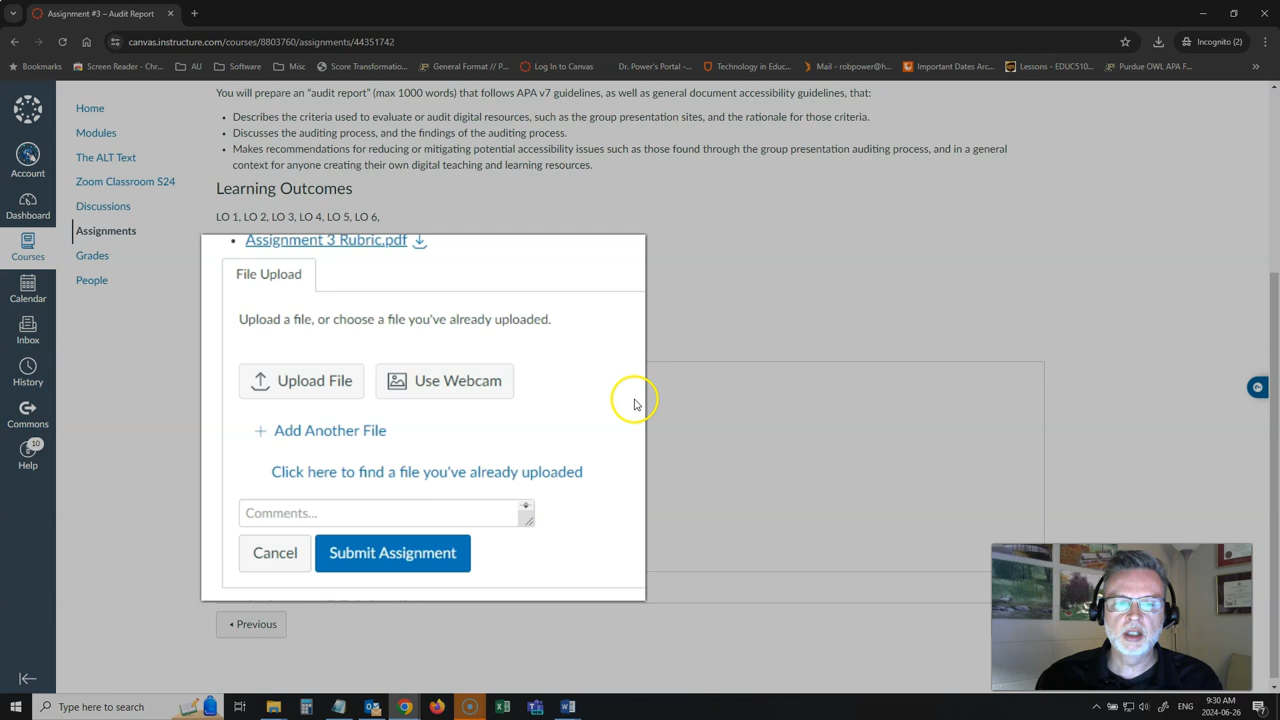 Assignment #3 – Audit Report
canvas.instructure.com/courses/8803760/assignments/44351742
Incognito (2)
Bookmarks
Screen Reader - Chr...
AU
Software
Misc
Score Transformatio...
General Format // P...
Log In to Canvas
Dr. Power's Portal -...
Technology in Educ...
Mail - robpower@h...
Important Dates Arc...
Lessons - EDUC510...
Purdue OWL APA F...
Account
Dashboard
Courses
Calendar
Inbox
History
Commons
10
Help
Home
Modules
The ALT Text
Zoom Classroom S24
Discussions
Assignments
Grades
People
You will prepare an “audit report” (max 1000 words) that follows APA v7 guidelines, as well as general document accessibility guidelines, that:
• Describes the criteria used to evaluate or audit digital resources, such as the group presentation sites, and the rationale for those criteria.
• Discusses the auditing process, and the findings of the auditing process.
• Makes recommendations for reducing or mitigating potential accessibility issues such as those found through the group presentation auditing process, and in a general
context for anyone creating their own digital teaching and learning resources.
Learning Outcomes
LO 1, LO 2, LO 3, LO 4, LO 5, LO 6,
• Assignment 3 Rubric.pdf
File Upload
Upload a file, or choose a file you've already uploaded.
Upload File
Use Webcam
+ Add Another File
Click here to find a file you've already uploaded
Comments...
Cancel
Submit Assignment
Previous
Type here to search
ENG
9:30 AM
2024-06-26